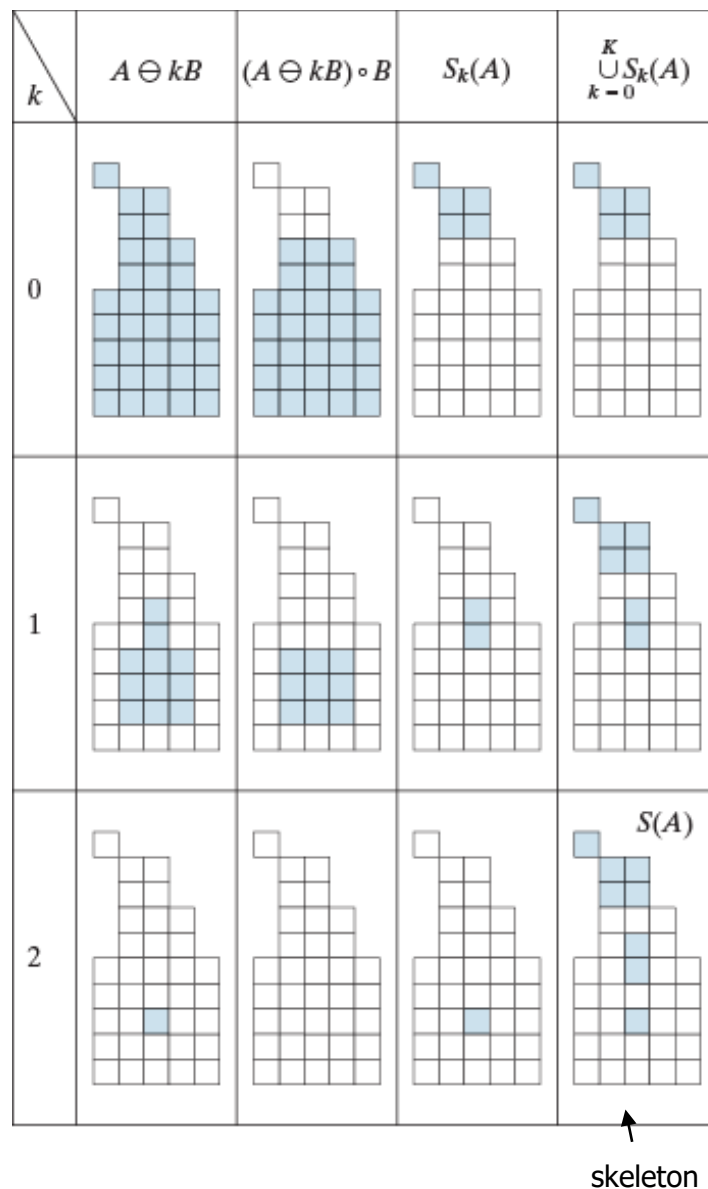 k
A ⊖ kB
(A ⊖ kB) ∘ B
S_k(A)
K
∪ S_k(A)
k = 0
0
1
S(A)
2
skeleton